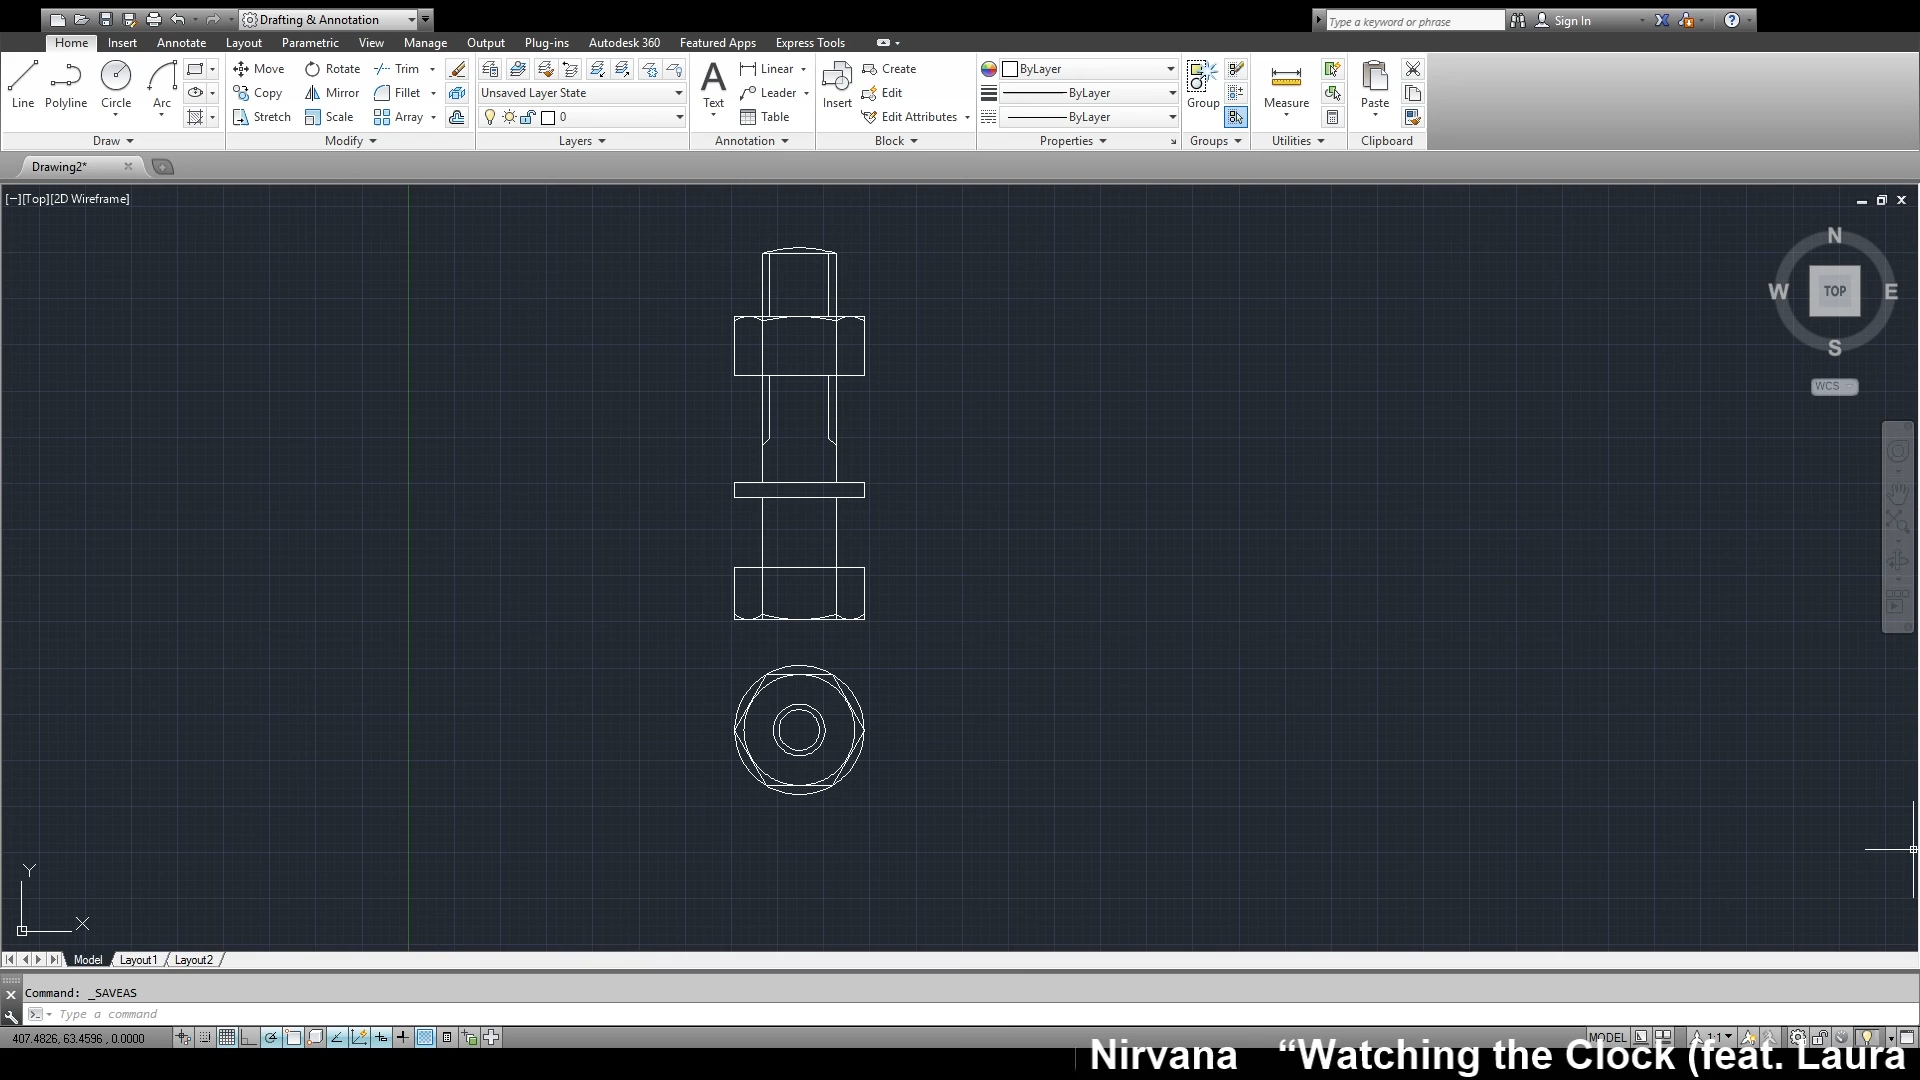 Drafting & Annotation
Type a keyword or phrase
Sign In
Home Insert Annotate Layout Parametric View Manage Output Plug-ins Autodesk 360 Featured Apps Express Tools
Line Polyline Circle Arc
Draw
Move Rotate Trim
Copy Mirror Fillet
Stretch Scale Array
Modify
Unsaved Layer State
0
Layers
Text
Linear
Leader
Table
Annotation
Insert
Create
Edit
Edit Attributes
Block
ByLayer
ByLayer
ByLayer
Properties
Group
Groups
Measure
Utilities
Paste
Clipboard
Drawing2*
[−][Top][2D Wireframe]
N
W TOP E
S
WCS
Y
X
Model Layout1 Layout2
Command: _SAVEAS
Type a command
407.4826, 63.4596 , 0.0000
MODEL
1:1
Nirvana “Watching the Clock (feat. Laura